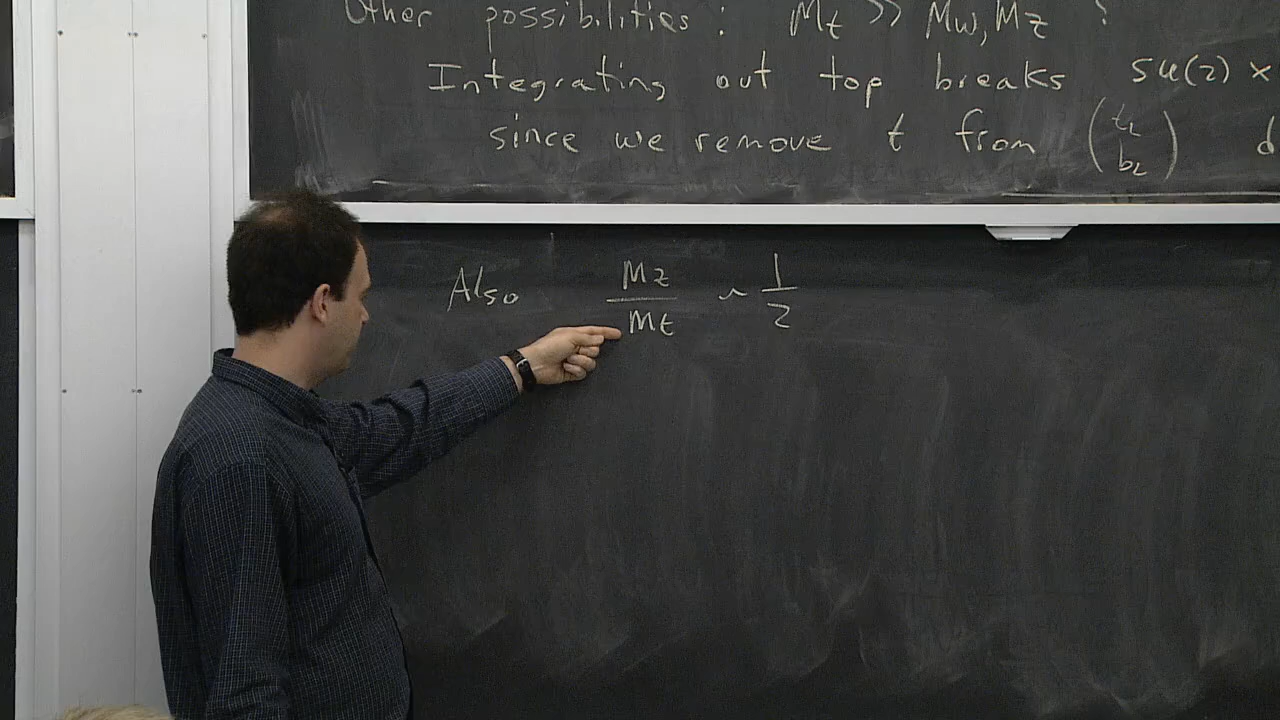 Other possibilities : Mt >> Mw, Mz ?
Integrating out top breaks su(2) x
since we remove t from (tL bL) d
Also Mz/Mt ~ 1/2